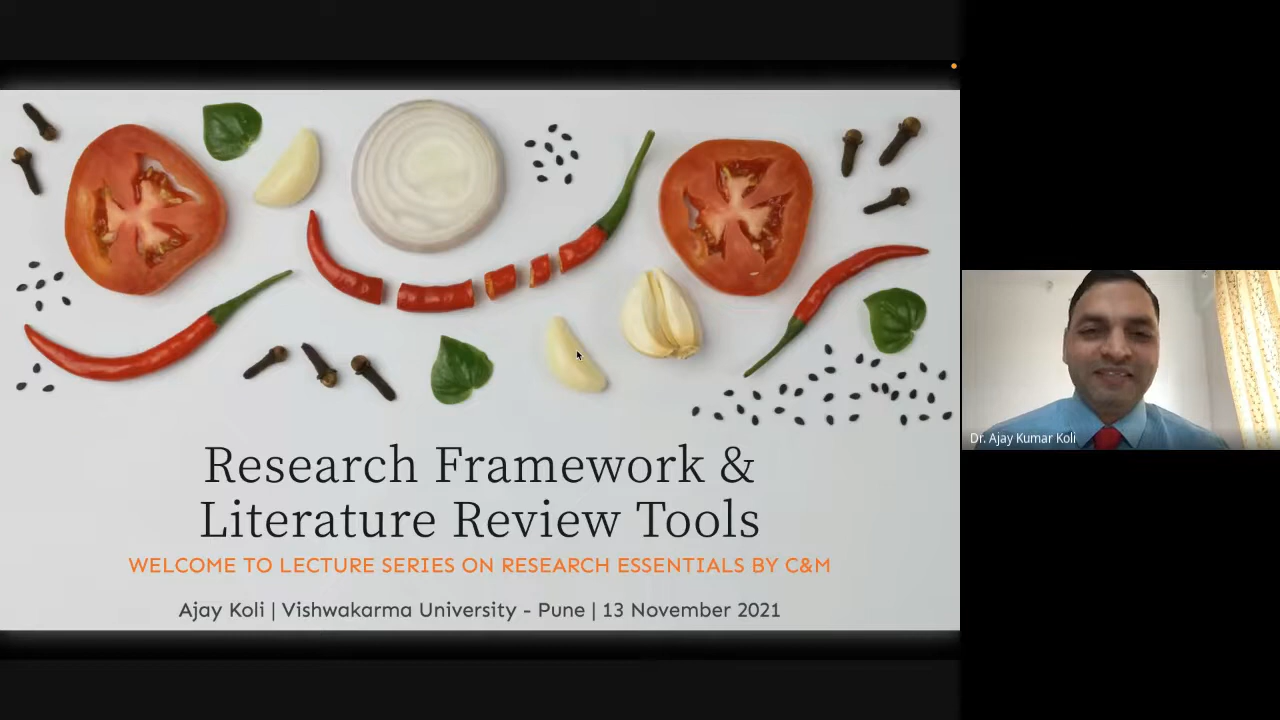 Research Framework &
Literature Review Tools
WELCOME TO LECTURE SERIES ON RESEARCH ESSENTIALS BY C&M
Ajay Koli | Vishwakarma University - Pune | 13 November 2021
Dr. Ajay Kumar Koli